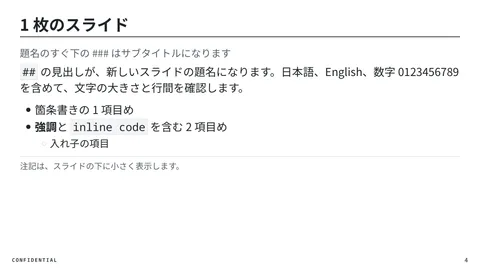 1 枚のスライド
題名のすぐ下の ### はサブタイトルになります
## の見出しが、新しいスライドの題名になります。日本語、English、数字 0123456789
を含めて、文字の大きさと行間を確認します。
• 箇条書きの 1 項目め
• 強調と inline code を含む 2 項目め
入れ子の項目
注記は、スライドの下に小さく表示します。
CONFIDENTIAL
4